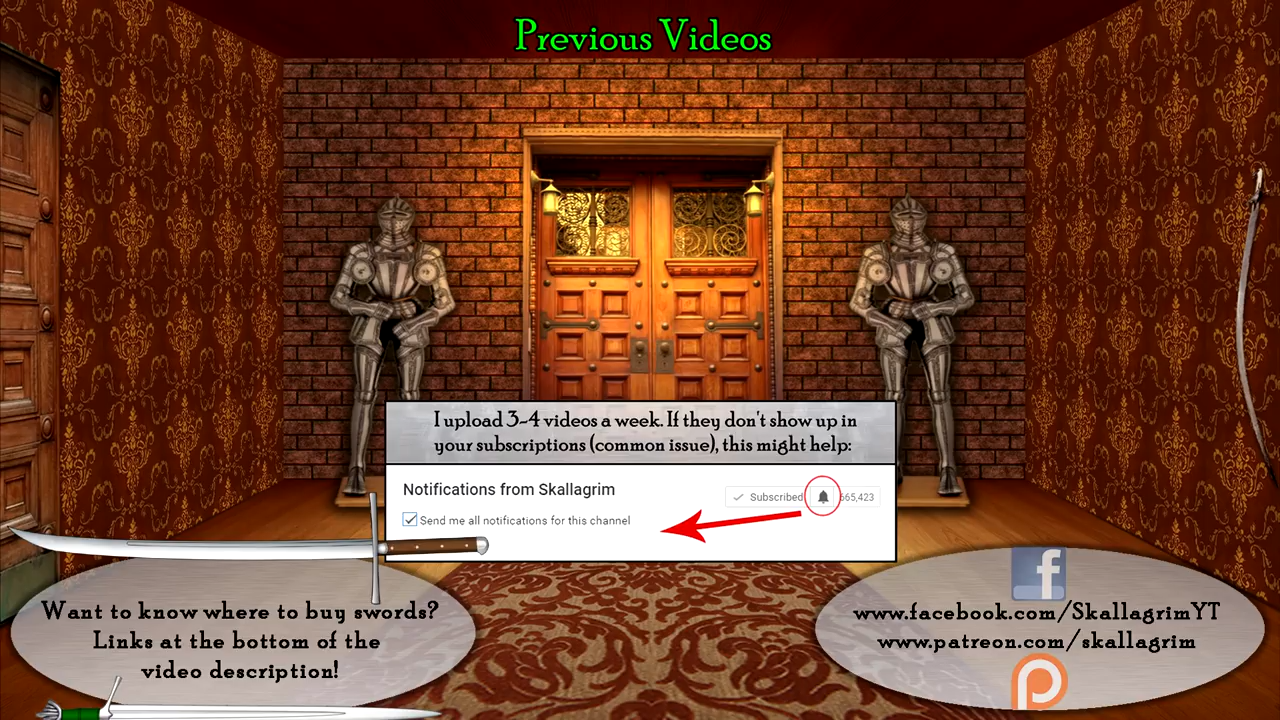 Previous Videos
I upload 3-4 videos a week. If they don't show up in
your subscriptions (common issue), this might help:
Notifications from Skallagrim
Subscribed 665,423
Send me all notifications for this channel
Want to know where to buy swords?
Links at the bottom of the
video description!
f
www.facebook.com/SkallagrimYT
www.patreon.com/skallagrim